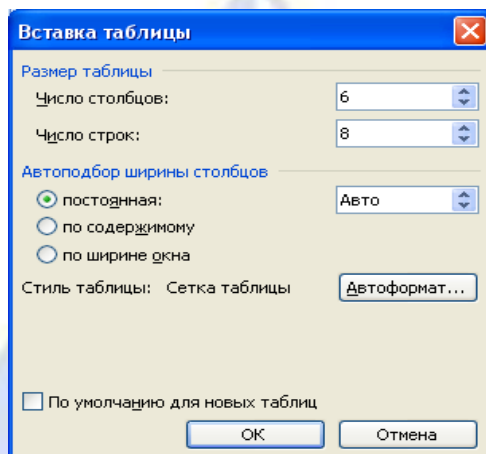 Вставка таблицы
Размер таблицы
Число столбцов: 6
Число строк: 8
Автоподбор ширины столбцов
постоянная: Авто
по содержимому
по ширине окна
Стиль таблицы: Сетка таблицы Автоформат...
По умолчанию для новых таблиц
ОК Отмена